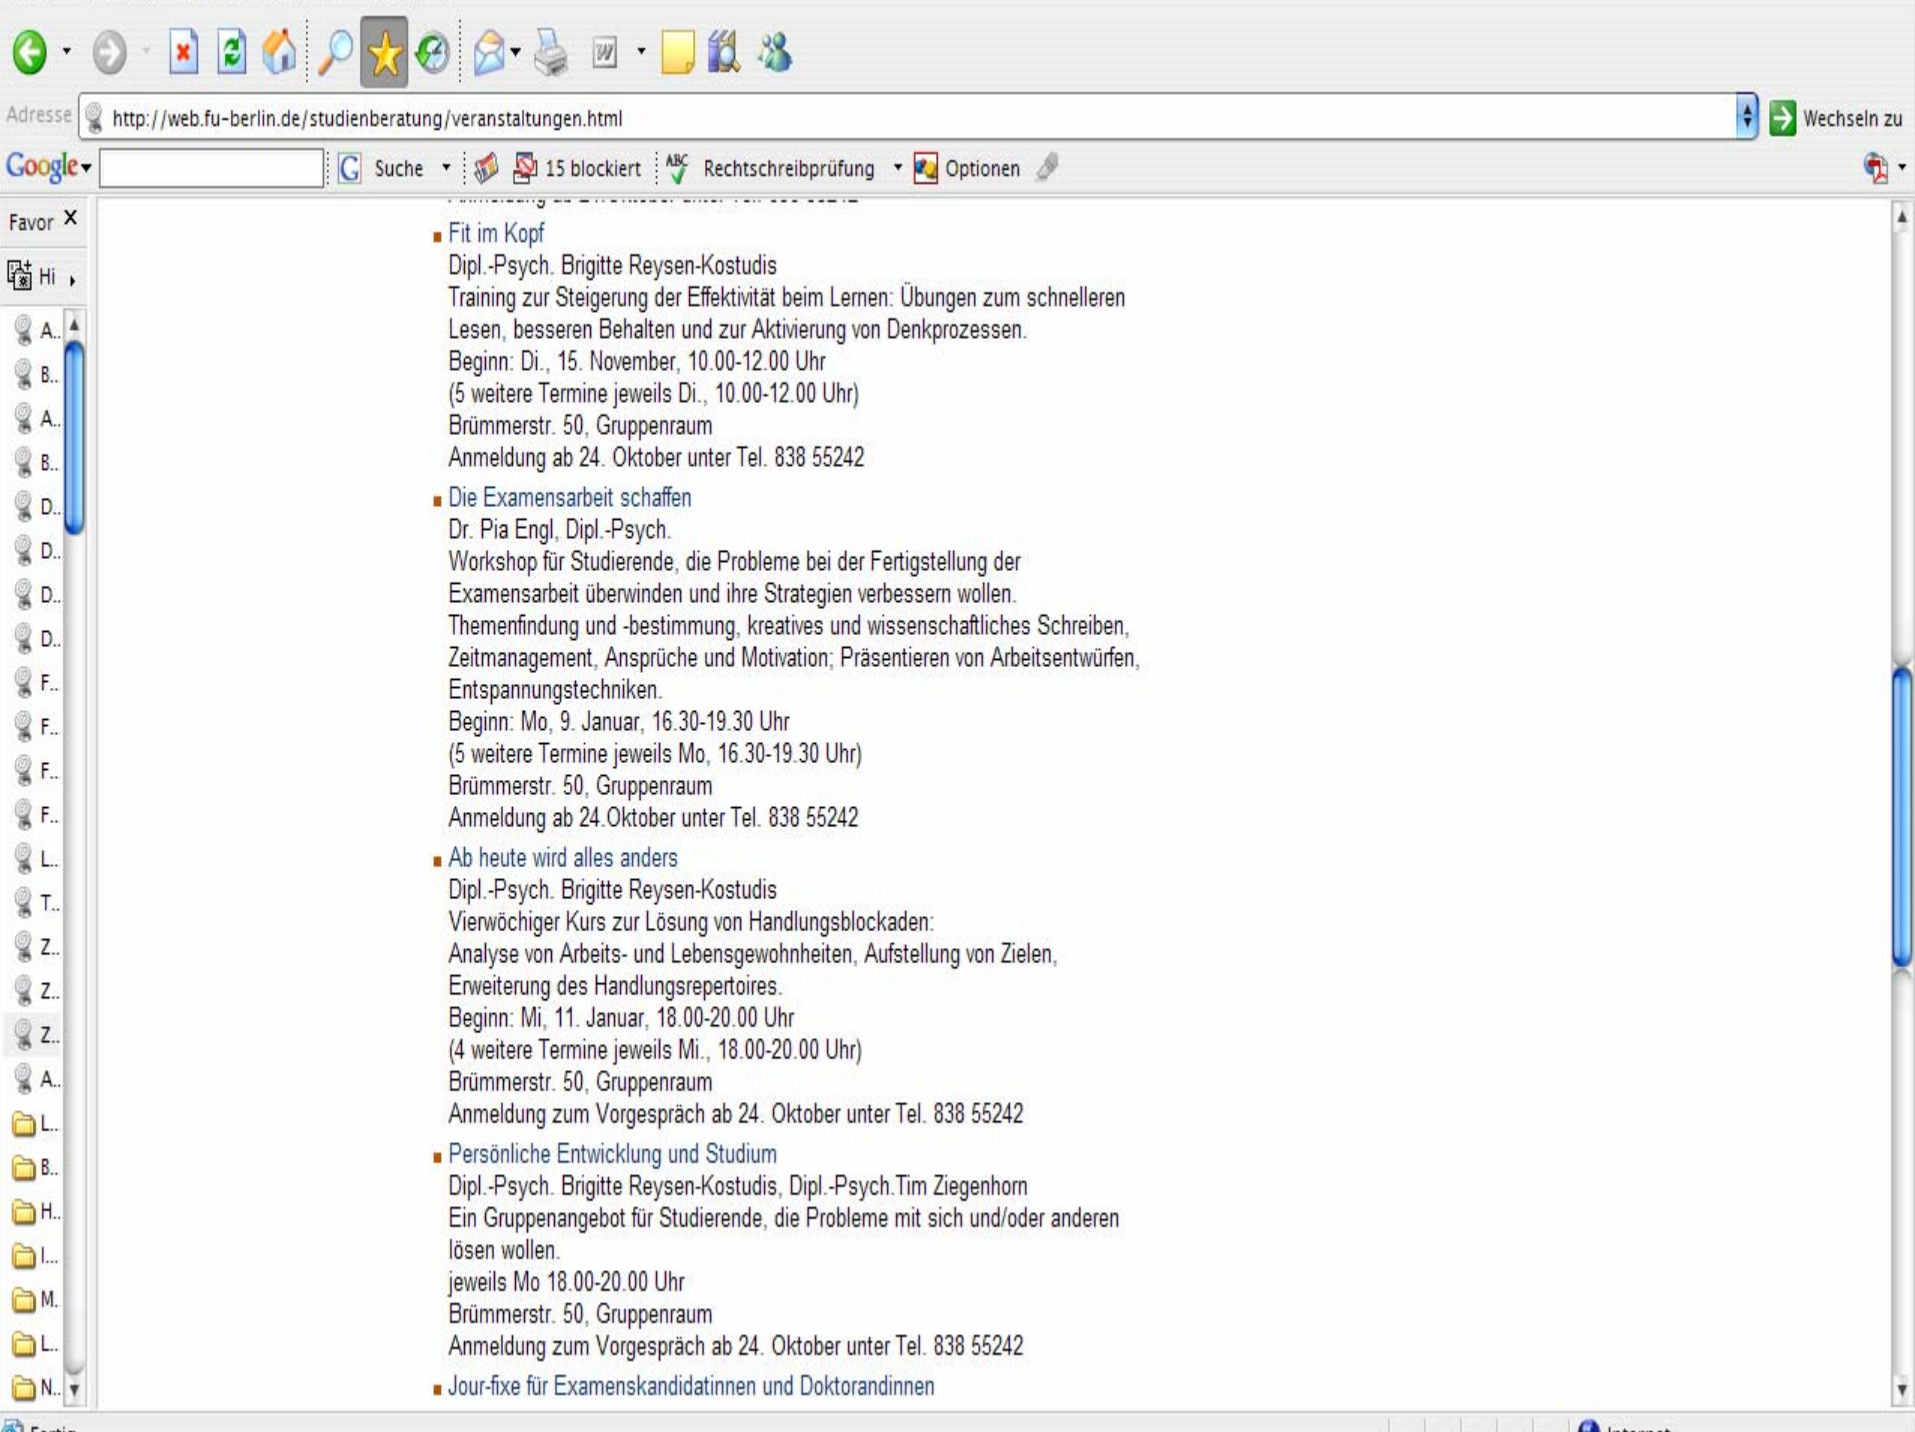 Adresse http://web.fu-berlin.de/studienberatung/veranstaltungen.html Wechseln zu
Google Suche 15 blockiert ABC Rechtschreibprüfung Optionen
Favor X
Hi
Fit im Kopf
Dipl.-Psych. Brigitte Reysen-Kostudis
Training zur Steigerung der Effektivität beim Lernen: Übungen zum schnelleren
Lesen, besseren Behalten und zur Aktivierung von Denkprozessen.
Beginn: Di., 15. November, 10.00-12.00 Uhr
(5 weitere Termine jeweils Di., 10.00-12.00 Uhr)
Brümmerstr. 50, Gruppenraum
Anmeldung ab 24. Oktober unter Tel. 838 55242
Die Examensarbeit schaffen
Dr. Pia Engl, Dipl.-Psych.
Workshop für Studierende, die Probleme bei der Fertigstellung der
Examensarbeit überwinden und ihre Strategien verbessern wollen.
Themenfindung und -bestimmung, kreatives und wissenschaftliches Schreiben,
Zeitmanagement, Ansprüche und Motivation; Präsentieren von Arbeitsentwürfen,
Entspannungstechniken.
Beginn: Mo, 9. Januar, 16.30-19.30 Uhr
(5 weitere Termine jeweils Mo, 16.30-19.30 Uhr)
Brümmerstr. 50, Gruppenraum
Anmeldung ab 24.Oktober unter Tel. 838 55242
Ab heute wird alles anders
Dipl.-Psych. Brigitte Reysen-Kostudis
Vierwöchiger Kurs zur Lösung von Handlungsblockaden:
Analyse von Arbeits- und Lebensgewohnheiten, Aufstellung von Zielen,
Erweiterung des Handlungsrepertoires.
Beginn: Mi, 11. Januar, 18.00-20.00 Uhr
(4 weitere Termine jeweils Mi., 18.00-20.00 Uhr)
Brümmerstr. 50, Gruppenraum
Anmeldung zum Vorgespräch ab 24. Oktober unter Tel. 838 55242
Persönliche Entwicklung und Studium
Dipl.-Psych. Brigitte Reysen-Kostudis, Dipl.-Psych.Tim Ziegenhorn
Ein Gruppenangebot für Studierende, die Probleme mit sich und/oder anderen
lösen wollen.
jeweils Mo 18.00-20.00 Uhr
Brümmerstr. 50, Gruppenraum
Anmeldung zum Vorgespräch ab 24. Oktober unter Tel. 838 55242
Jour-fixe für Examenskandidatinnen und Doktorandinnen
A..
B..
A..
B..
D..
D..
D..
D..
F..
F..
F..
F..
L..
T..
Z..
Z..
Z..
A..
L..
B..
H..
I...
M.
L..
N..